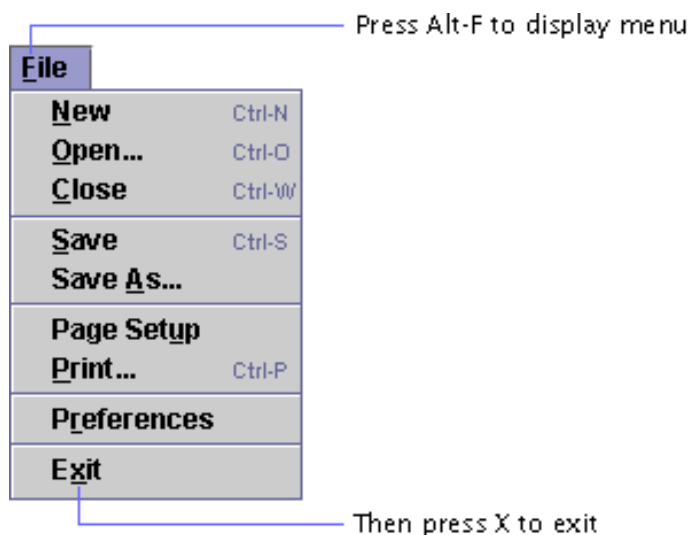 Press Alt-F to display menu
File
New Ctrl-N
Open... Ctrl-O
Close Ctrl-W
Save Ctrl-S
Save As...
Page Setup
Print... Ctrl-P
Preferences
Exit
Then press X to exit